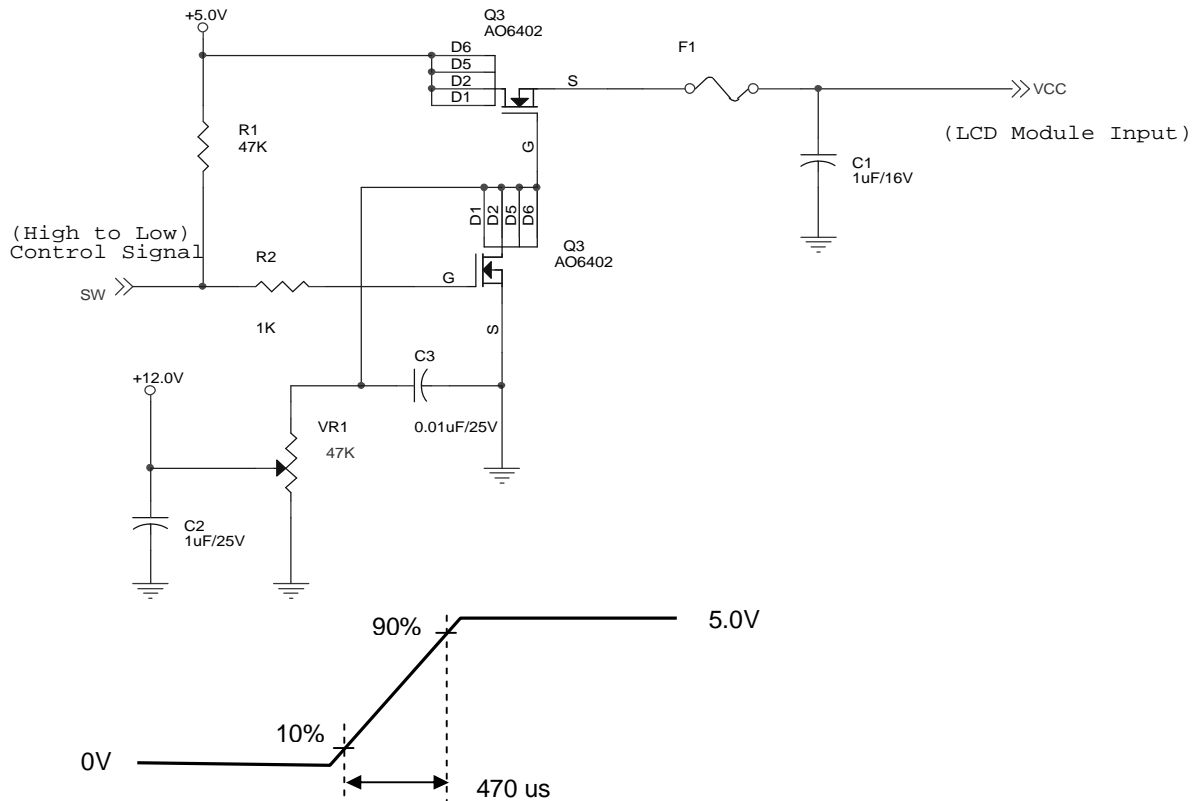 +5.0V
Q3
AO6402
D6
D5
D2
D1
S
G
F1
VCC
(LCD Module Input)
R1
47K
C1
1uF/16V
D1
D2
D5
D6
Q3
AO6402
(High to Low)
Control Signal
SW
R2
1K
G
S
+12.0V
C3
0.01uF/25V
VR1
47K
C2
1uF/25V
90%
5.0V
10%
0V
470 us